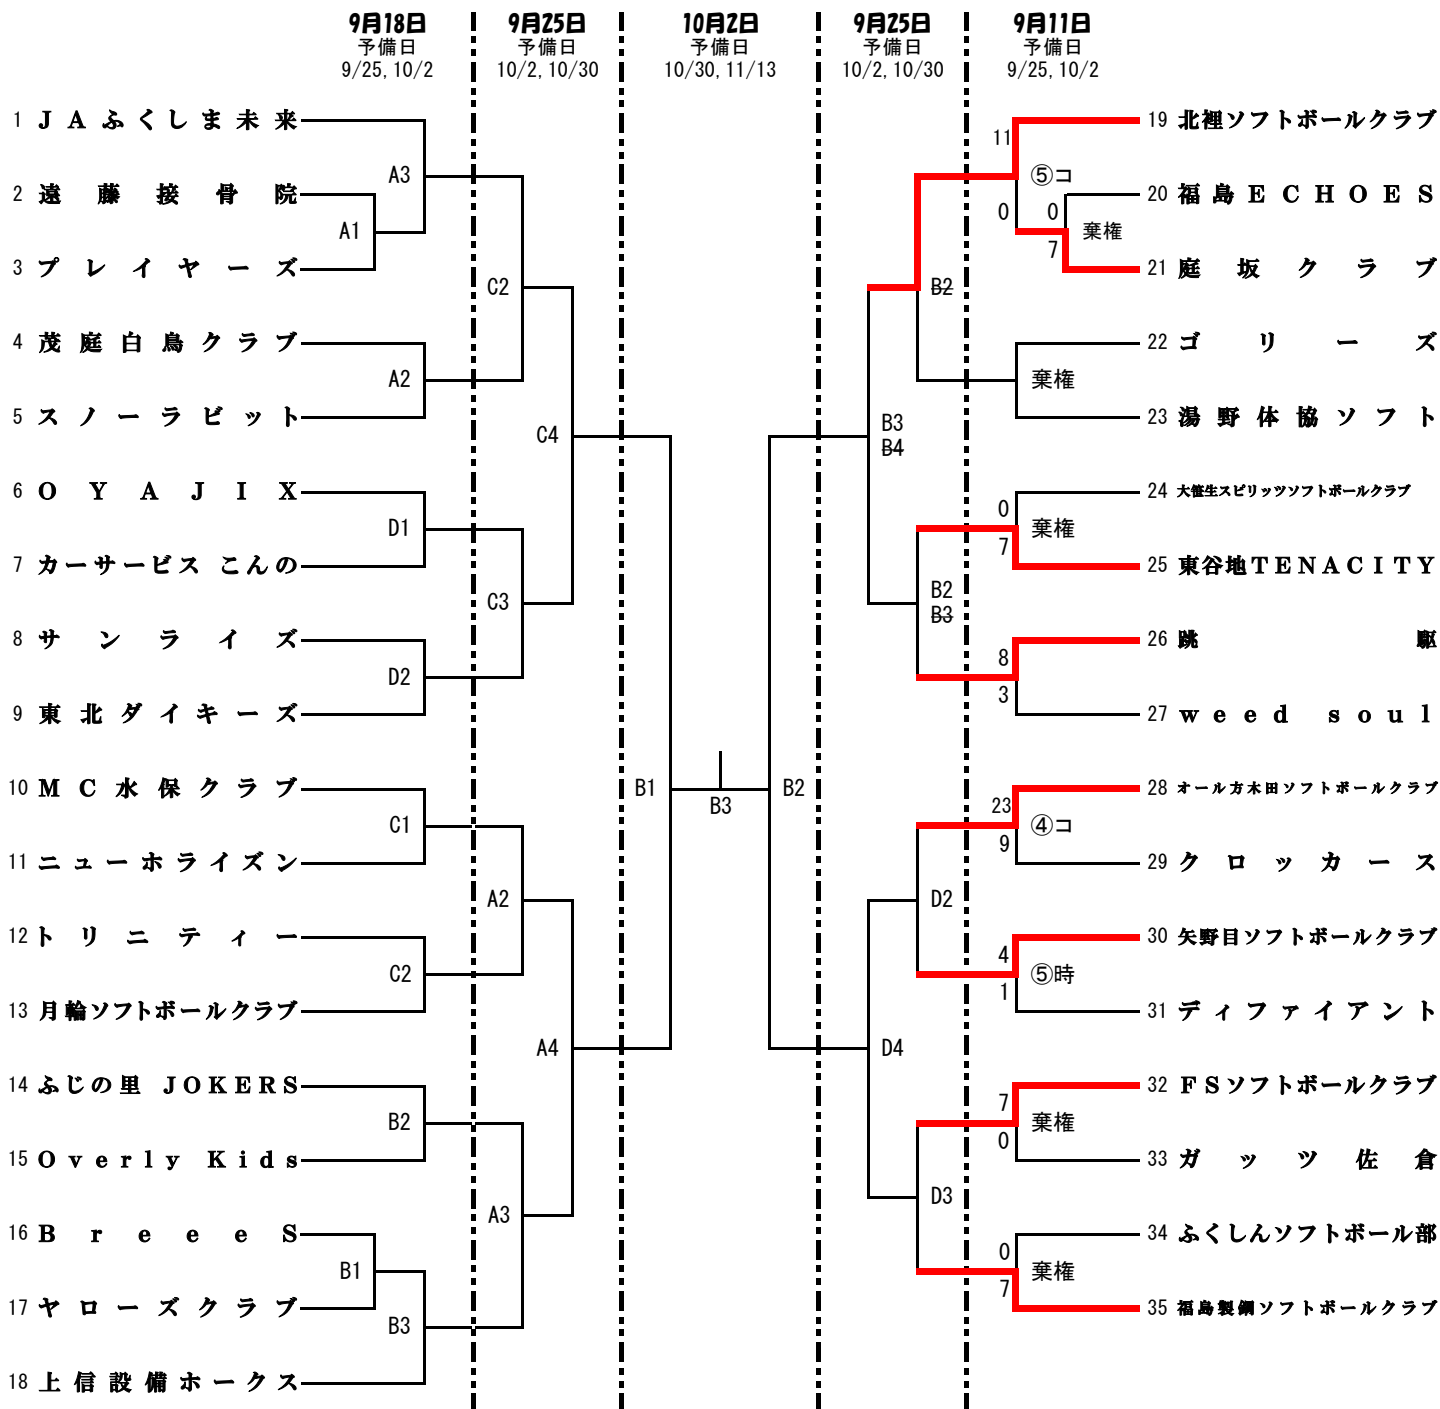 9月18日 9月25日 10月2日 9月25日 9月11日
予備日 予備日 予備日 予備日 予備日
9/25, 10/2 10/2, 10/30 10/30, 11/13 10/2, 10/30 9/25, 10/2
1 JAふくしま未来
2 遠藤接骨院
3 プレイヤーズ
4 茂庭白鳥クラブ
5 スノーラビット
6 OYAJIX
7 カーサービス こんの
8 サンライズ
9 東北ダイキーズ
10 MC水保クラブ
11 ニューホライズン
12 トリニティー
13 月輪ソフトボールクラブ
14 ふじの里 JOKERS
15 Overly Kids
16 BreeeS
17 ヤローズクラブ
18 上信設備ホークス
A3
A1
A2
D1
D2
C1
C2
B2
B1
B3
C2
C3
A2
A3
C4
A4
B1
B3
B2
B3
B4
D4
B2
B2
B3
D2
D3
11
⑤コ
0
0
棄権
7
棄権
0
棄権
7
8
3
23
④コ
9
4
⑤時
1
7
棄権
0
0
棄権
7
19 北裡ソフトボールクラブ
20 福島ECHOES
21 庭坂クラブ
22 ゴリーズ
23 湯野体協ソフト
24 大笹生スピリッツソフトボールクラブ
25 東谷地TENACITY
26 跳駆
27 weed soul
28 オール方木田ソフトボールクラブ
29 クロッカース
30 矢野目ソフトボールクラブ
31 ディファイアント
32 FSソフトボールクラブ
33 ガッツ佐倉
34 ふくしんソフトボール部
35 福島製鋼ソフトボールクラブ